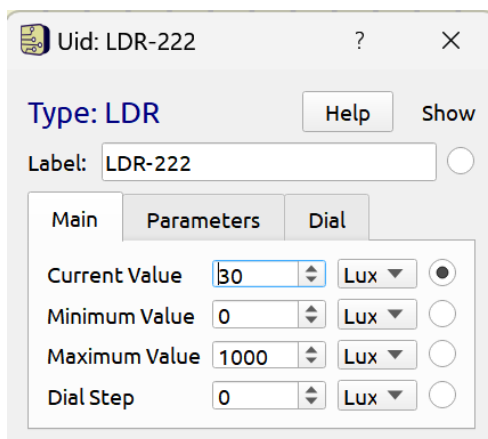 Uid: LDR-222 ?
Type: LDR Help Show
Label: LDR-222
Main Parameters Dial
Current Value 30 Lux
Minimum Value 0 Lux
Maximum Value 1000 Lux
Dial Step 0 Lux